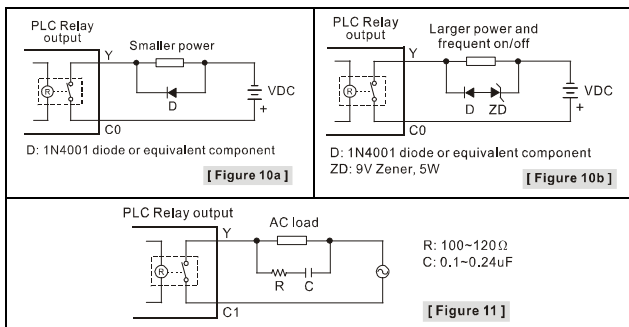 PLC Relay
output
Y
Smaller power
R
D
VDC
+
C0
D: 1N4001 diode or equivalent component
[ Figure 10a ]
PLC Relay
output
Y
Larger power and
frequent on/off
R
D ZD
VDC
+
C0
D: 1N4001 diode or equivalent component
ZD: 9V Zener, 5W
[ Figure 10b ]
PLC Relay output
Y
AC load
R
R C
C1
R: 100~120Ω
C: 0.1~0.24uF
[ Figure 11 ]